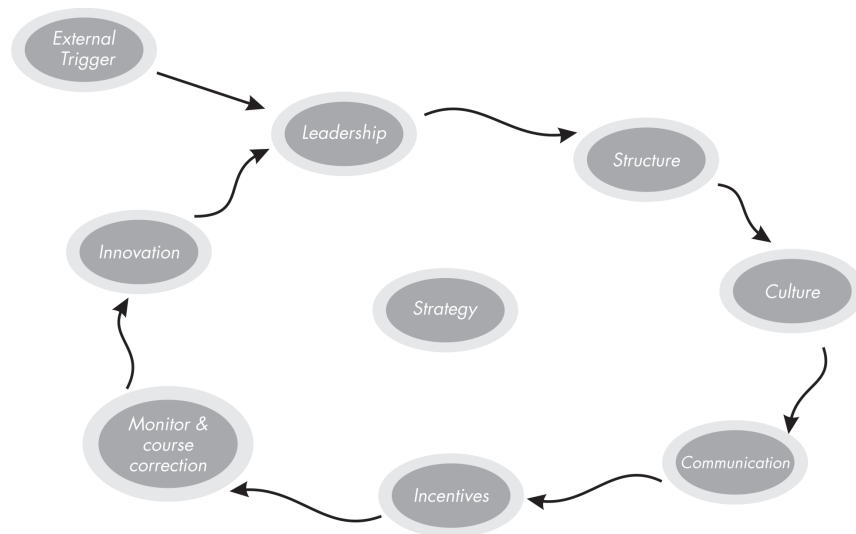 External
Trigger
Leadership
Structure
Innovation
Culture
Strategy
Monitor &
course
correction
Communication
Incentives